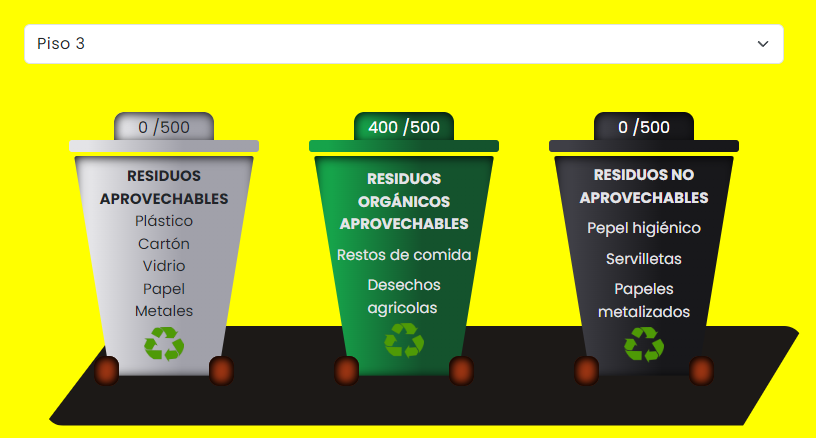 Piso 3
0 /500
400 /500
0 /500
RESIDUOS
APROVECHABLES
Plástico
Cartón
Vidrio
Papel
Metales
RESIDUOS
ORGÁNICOS
APROVECHABLES
Restos de comida
Desechos
agricolas
RESIDUOS NO
APROVECHABLES
Pepel higiénico
Servilletas
Papeles
metalizados